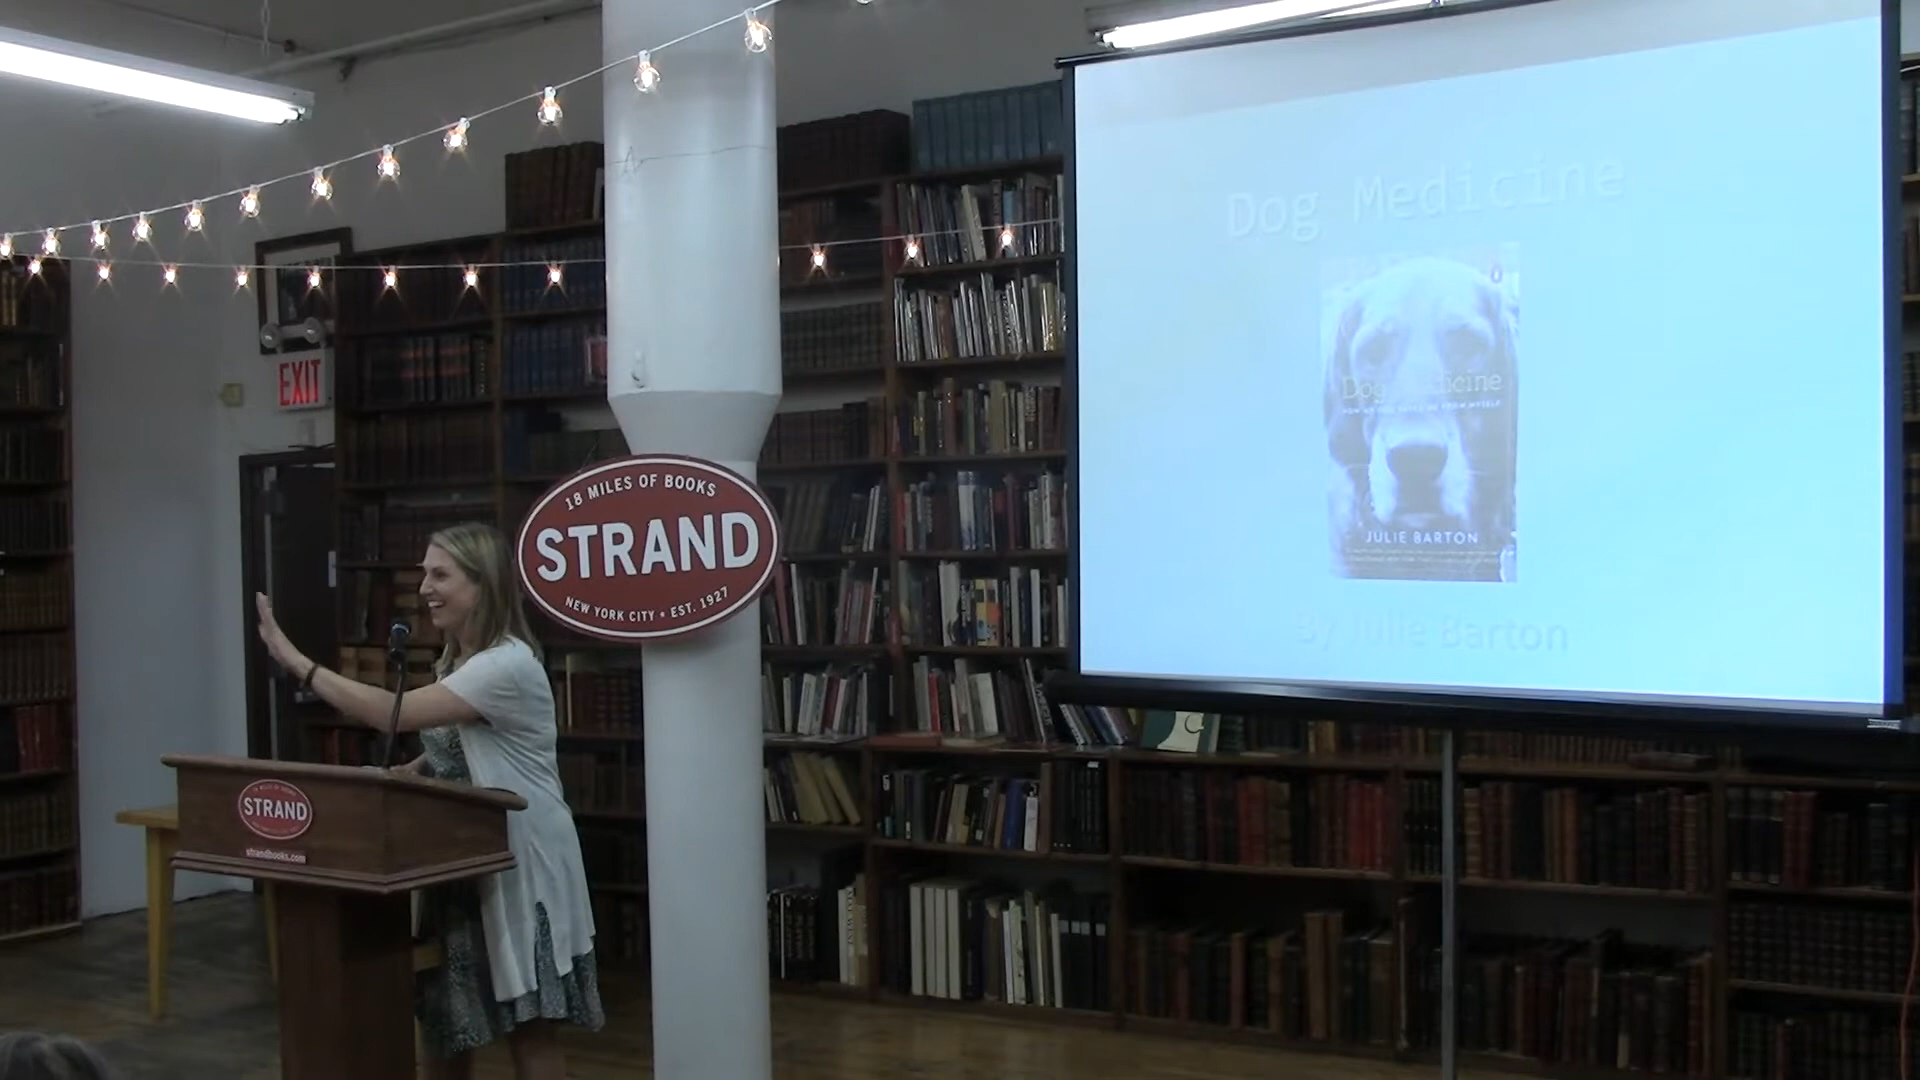 EXIT
18 MILES OF BOOKS
STRAND
NEW YORK CITY • EST. 1927
STRAND
strandbooks.com
Dog Medicine
Dog Medicine
JULIE BARTON
By Julie Barton